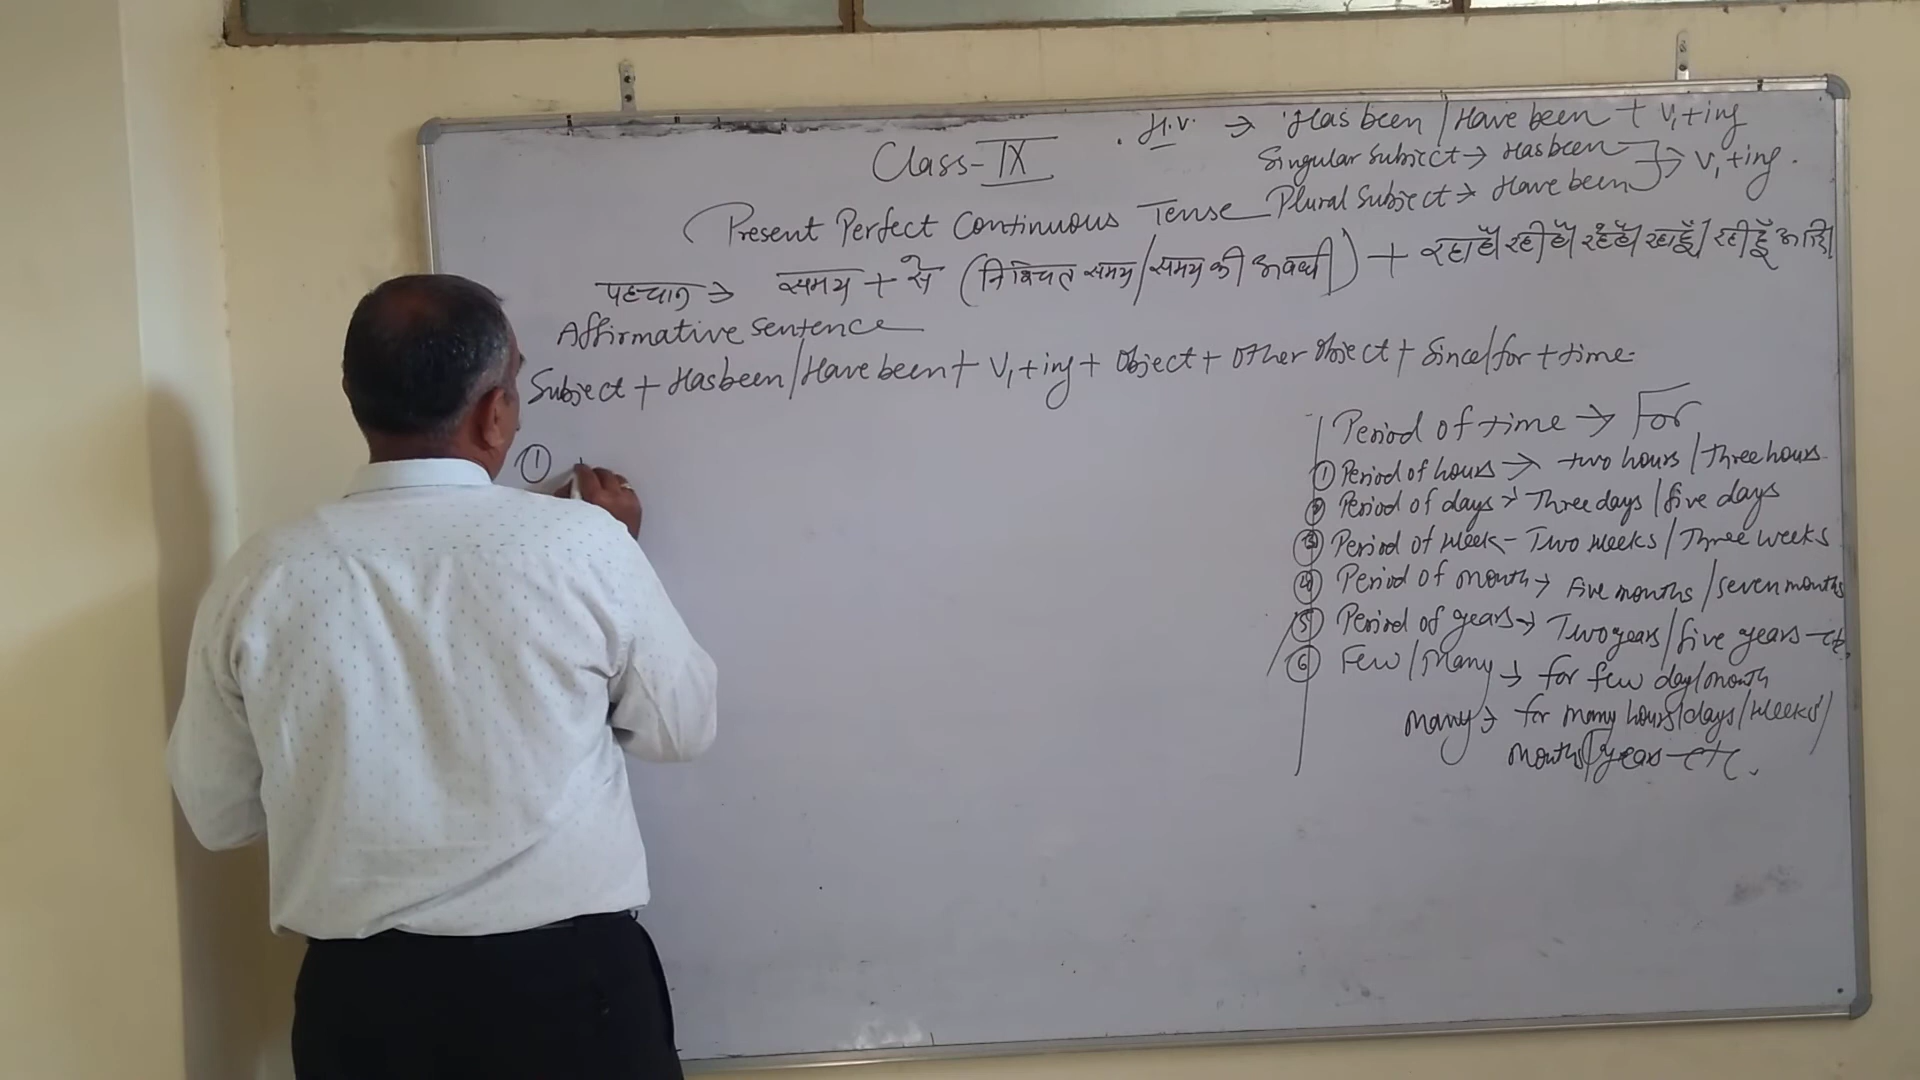 Class-IX
H.V. → Has been / Have been + V₁+ing
Singular Subject → Has been
Plural Subject → Have been → V₁+ing.
Present Perfect Continuous Tense
पहचान → समय + से (निश्चित समय/समय की अवधी) + रहा है/रही है/रहे हैं/रहा हूँ/रही हूँ आदि
Affirmative Sentence
Subject + Has been/Have been + V₁+ing + Object + Other Object + Since/for + time.
Period of time → For
① Period of hours → two hours / three hours
② Period of days → Three days / five days
③ Period of week - Two weeks / Three weeks
④ Period of month → Five months / seven months
⑤ Period of years → Two years / five years - etc.
⑥ Few / Many → for few day/month
many → for many hours/days/weeks/
months/years - etc.
①